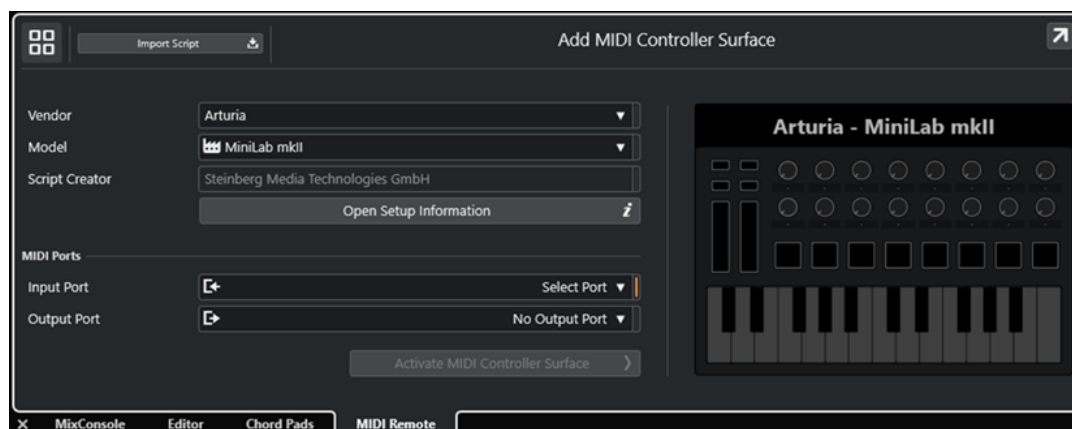 Import Script
Add MIDI Controller Surface
Vendor
Arturia
Model
MiniLab mkII
Script Creator
Steinberg Media Technologies GmbH
Open Setup Information
i
MIDI Ports
Input Port
Select Port
Output Port
No Output Port
Activate MIDI Controller Surface
Arturia - MiniLab mkII
MixConsole
Editor
Chord Pads
MIDI Remote